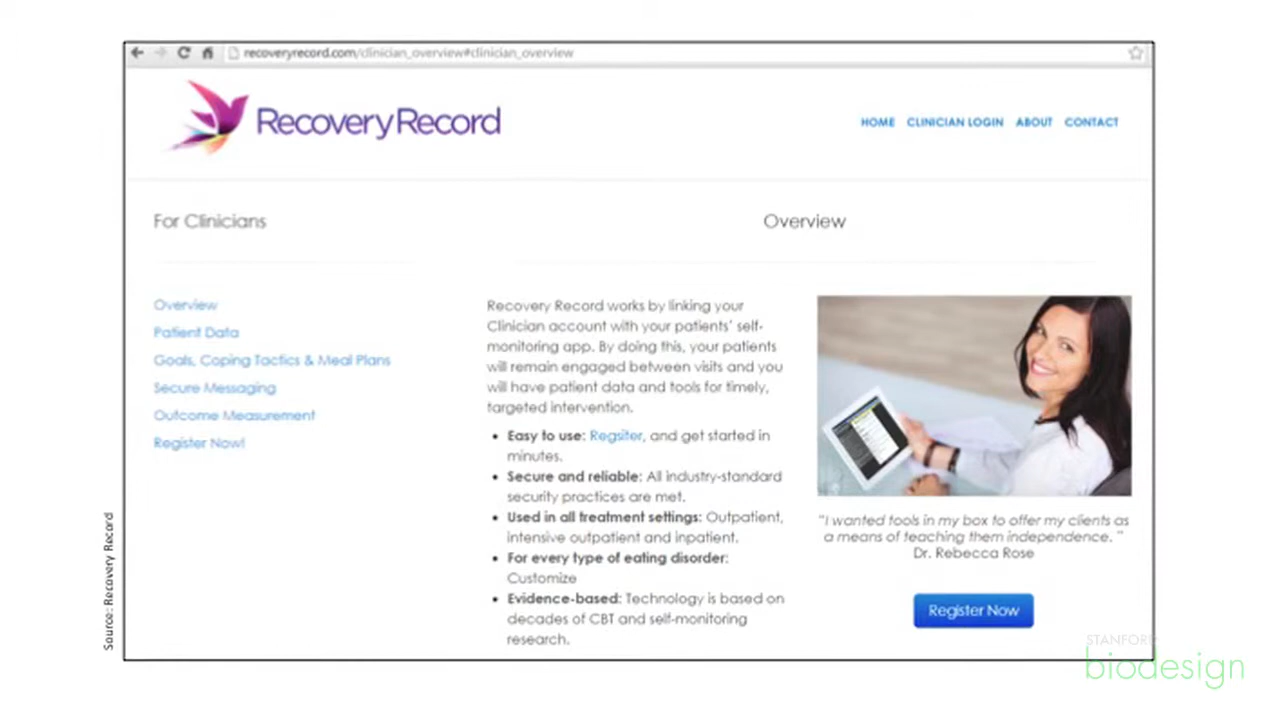 recoveryrecord.com/clinician_overview#clinician_overview
RecoveryRecord
HOME CLINICIAN LOGIN ABOUT CONTACT
For Clinicians
Overview
Patient Data
Goals, Coping Tactics & Meal Plans
Secure Messaging
Outcome Measurement
Register Now!
Overview
Recovery Record works by linking your
Clinician account with your patients' self-
monitoring app. By doing this, your patients
will remain engaged between visits and you
will have patient data and tools for timely,
targeted intervention.
• Easy to use: Regsiter, and get started in
minutes.
• Secure and reliable: All industry-standard
security practices are met.
• Used in all treatment settings: Outpatient,
intensive outpatient and inpatient.
• For every type of eating disorder:
Customize
• Evidence-based: Technology is based on
decades of CBT and self-monitoring
research.
"I wanted tools in my box to offer my clients as
a means of teaching them independence. "
Dr. Rebecca Rose
Register Now
Source: Recovery Record
STANFORD
biodesign